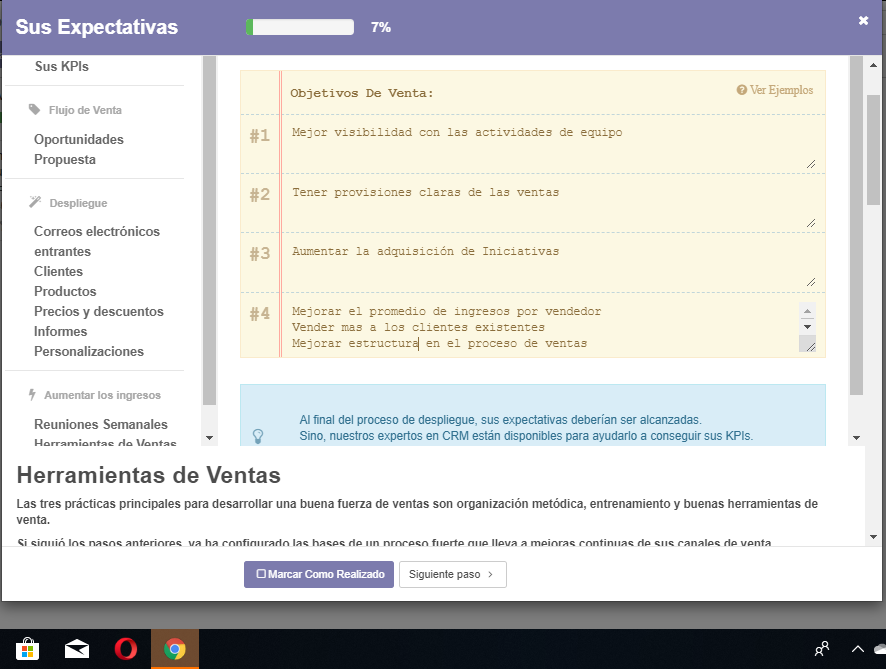 Sus Expectativas
7%
Sus KPIs
Flujo de Venta
Oportunidades
Propuesta
Despliegue
Correos electrónicos
entrantes
Clientes
Productos
Precios y descuentos
Informes
Personalizaciones
Aumentar los ingresos
Reuniones Semanales
Herramientas de Ventas
Objetivos De Venta:
Ver Ejemplos
#1
Mejor visibilidad con las actividades de equipo
#2
Tener provisiones claras de las ventas
#3
Aumentar la adquisición de Iniciativas
#4
Mejorar el promedio de ingresos por vendedor
Vender mas a los clientes existentes
Mejorar estructura en el proceso de ventas
Al final del proceso de despliegue, sus expectativas deberían ser alcanzadas.
Sino, nuestros expertos en CRM están disponibles para ayudarlo a conseguir sus KPIs.
Herramientas de Ventas
Las tres prácticas principales para desarrollar una buena fuerza de ventas son organización metódica, entrenamiento y buenas herramientas de
venta.
Si siguió los pasos anteriores, ya ha configurado las bases de un proceso fuerte que lleva a mejoras continuas de sus canales de venta.
Marcar Como Realizado
Siguiente paso